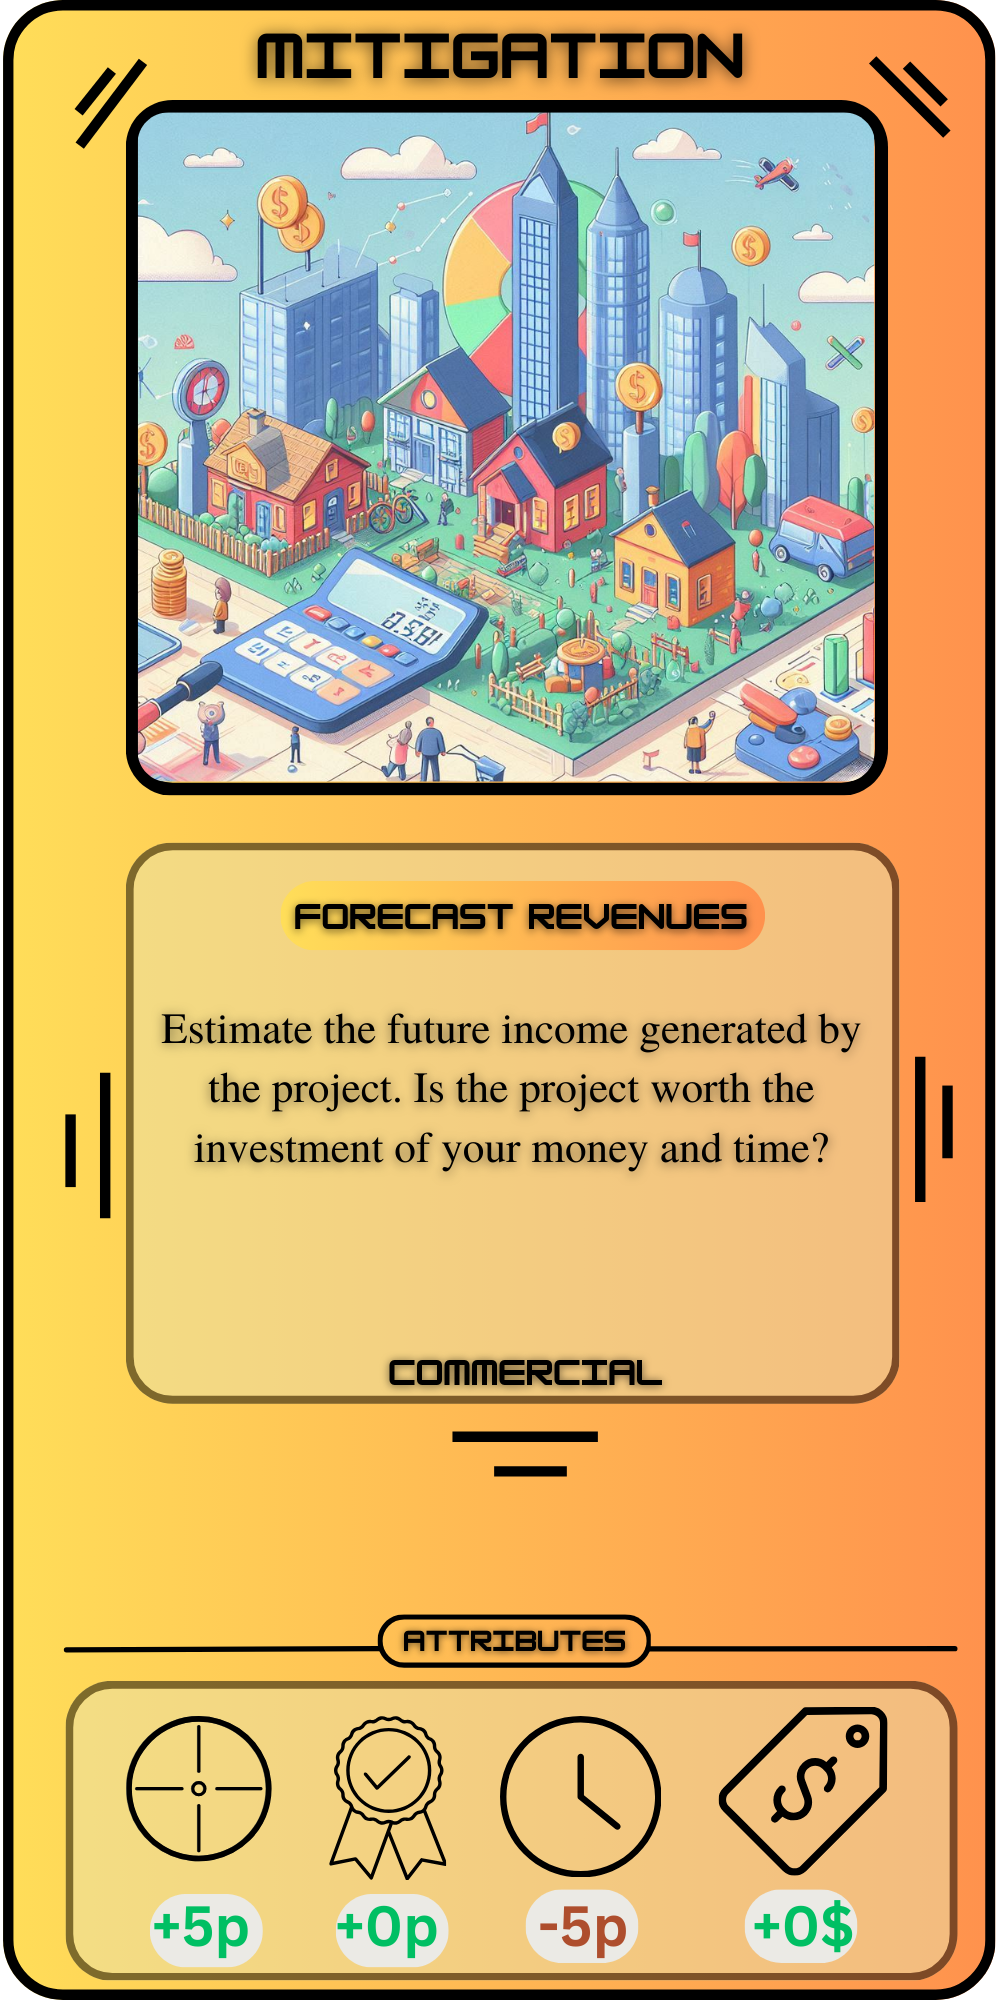 MITIGATION
FORECAST REVENUES
Estimate the future income generated by
the project. Is the project worth the
investment of your money and time?
COMMERCIAL
ATTRIBUTES
+5p +0p -5p +0$